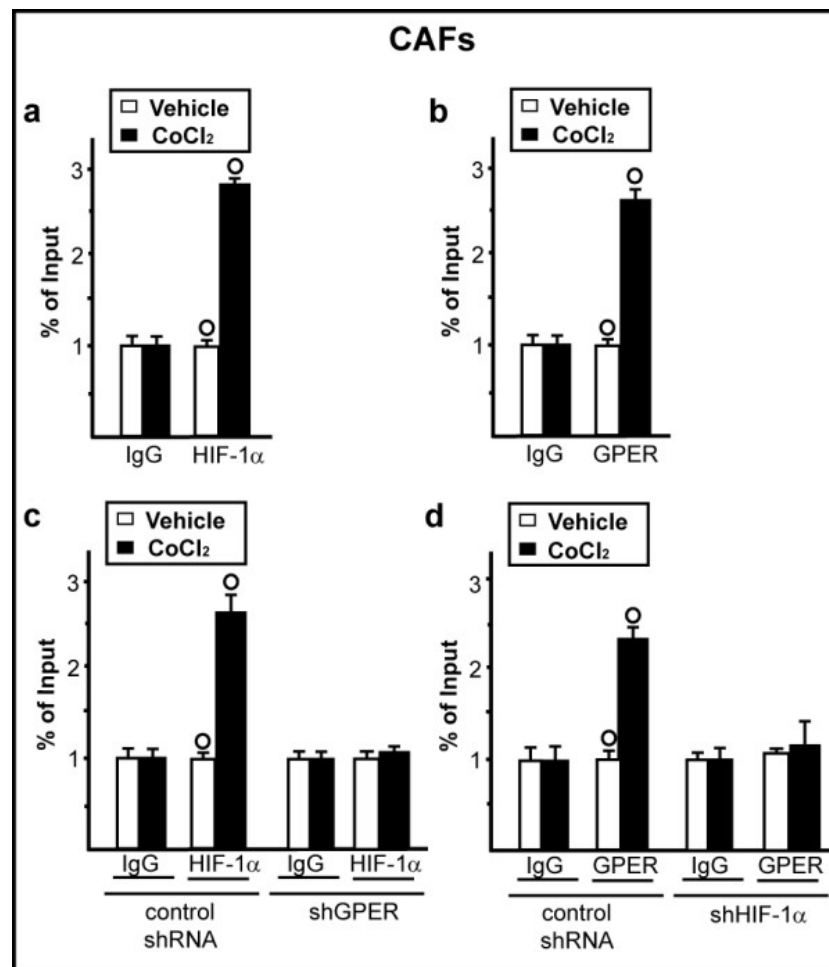 CAFs
a
Vehicle
CoCl₂
% of Input
3
2
1
IgG HIF-1α
b
Vehicle
CoCl₂
% of Input
3
2
1
IgG GPER
c
Vehicle
CoCl₂
% of Input
3
2
1
IgG HIF-1α IgG HIF-1α
control shGPER
shRNA
d
Vehicle
CoCl₂
% of Input
3
2
1
IgG GPER IgG GPER
control shHIF-1α
shRNA